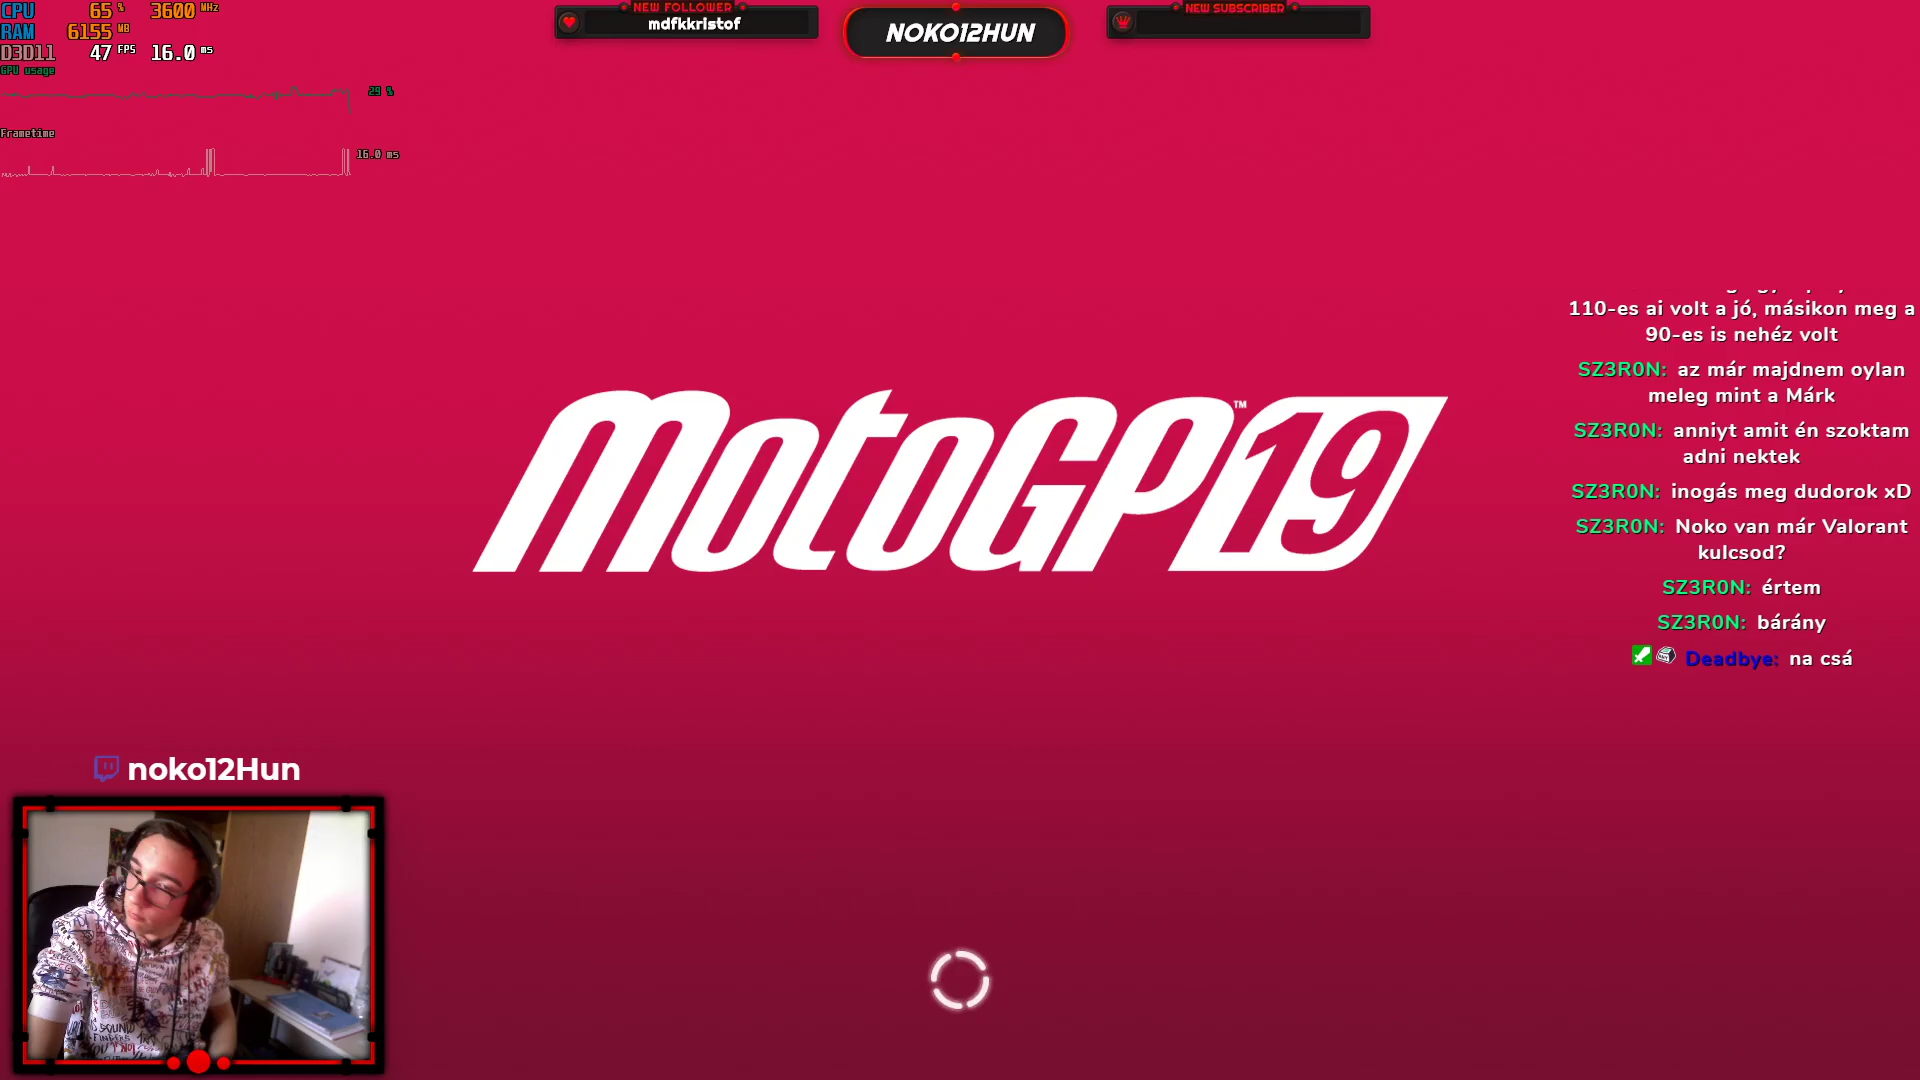 CPU 65 % 3600 MHz
RAM 6155 MB
D3D11 47 FPS 16.0 ms
GPU usage
29 %
Frametime
16.0 ms
NEW FOLLOWER
mdfkkristof
NOKO12HUN
NEW SUBSCRIBER
110-es ai volt a jó, másikon meg a
90-es is nehéz volt
SZ3R0N: az már majdnem oylan
meleg mint a Márk
SZ3R0N: anniyt amit én szoktam
adni nektek
SZ3R0N: inogás meg dudorok xD
SZ3R0N: Noko van már Valorant
kulcsod?
SZ3R0N: értem
SZ3R0N: bárány
Deadbye: na csá
MotoGP™19
noko12Hun
SOUND